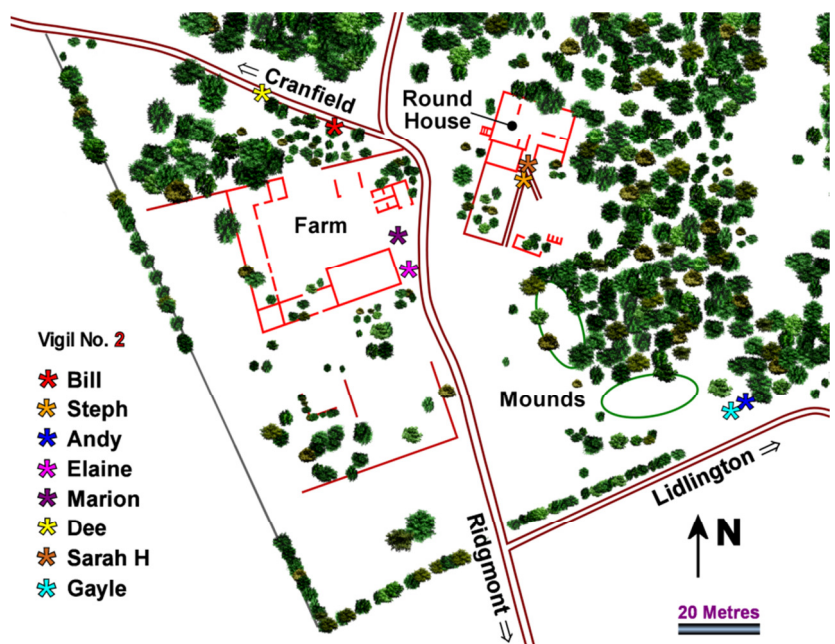 ⇐ Cranfield
Round
House
Farm
Vigil No. 2
Bill
Steph
Andy
Elaine
Marion
Dee
Sarah H
Gayle
Mounds
Lidlington ⇒
Ridgmont ⇒
N
20 Metres